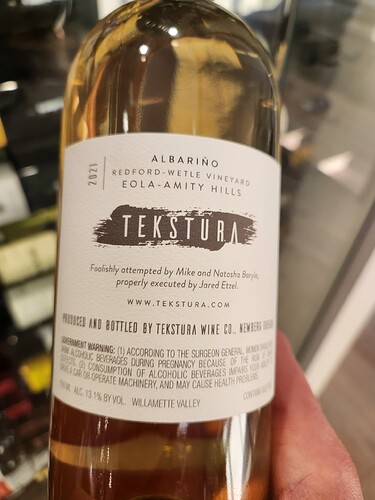 2021
ALBARIÑO
REDFORD-WETLE VINEYARD
EOLA-AMITY HILLS
TEKSTURA
Foolishly attempted by Mike and Natasha Baryla,
properly executed by Jared Etzel.
WWW.TEKSTURA.COM
PRODUCED AND BOTTLED BY TEKSTURA WINE CO., NEWBERG OREGON
GOVERNMENT WARNING: (1) ACCORDING TO THE SURGEON GENERAL, WOMEN SHOULD
DRINK ALCOHOLIC BEVERAGES DURING PREGNANCY BECAUSE OF THE RISK OF
DEFECTS. (2) CONSUMPTION OF ALCOHOLIC BEVERAGES IMPAIRS YOUR ABILITY
DRIVE A CAR OR OPERATE MACHINERY, AND MAY CAUSE HEALTH PROBLEMS.
ALC. 13.1% BY VOL. WILLAMETTE VALLEY